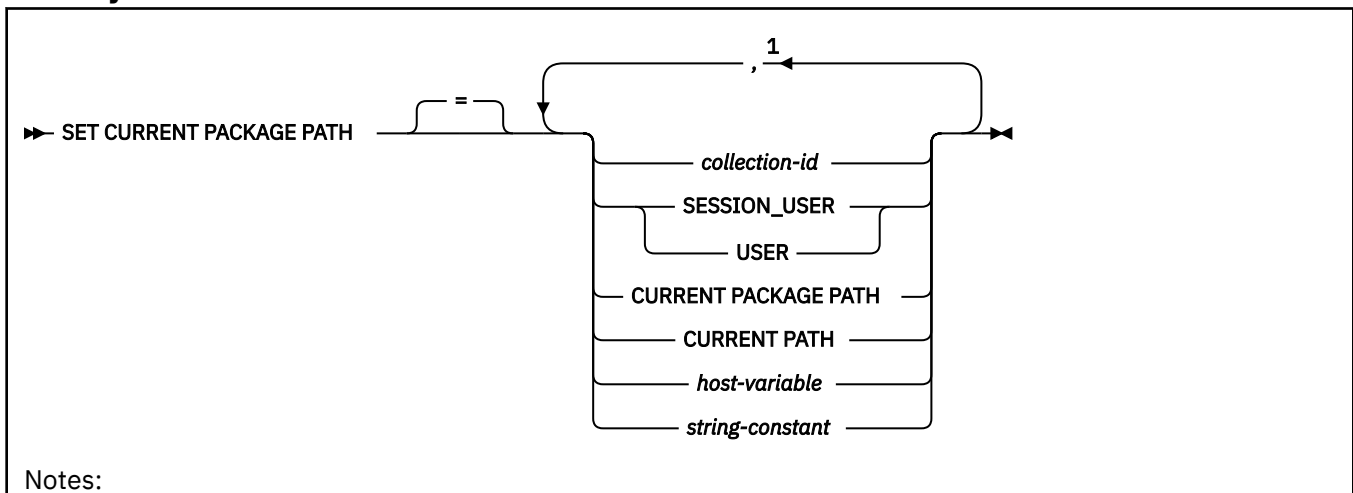 1
,
=
SET CURRENT PACKAGE PATH
collection-id
SESSION_USER
USER
CURRENT PACKAGE PATH
CURRENT PATH
host-variable
string-constant
Notes: